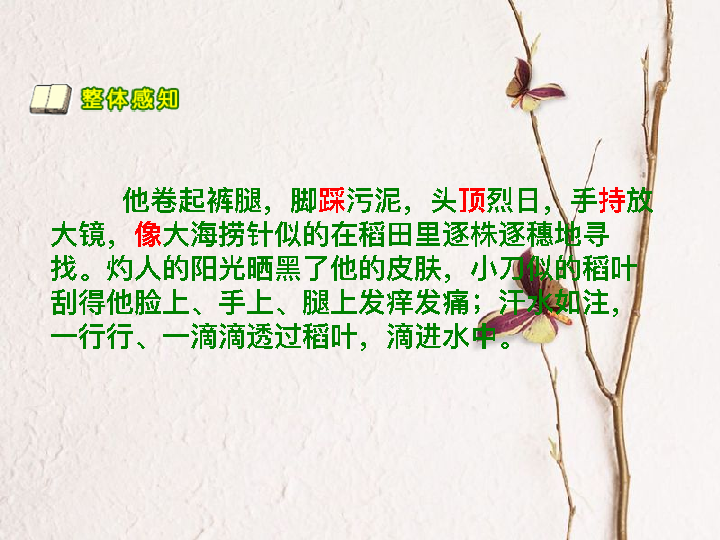 整体感知
他卷起裤腿，脚踩污泥，头顶烈日，手持放
大镜，像大海捞针似的在稻田里逐株逐穗地寻
找。灼人的阳光晒黑了他的皮肤，小刀似的稻叶
刮得他脸上、手上、腿上发痒发痛；汗水如注，
一行行、一滴滴透过稻叶，滴进水中。